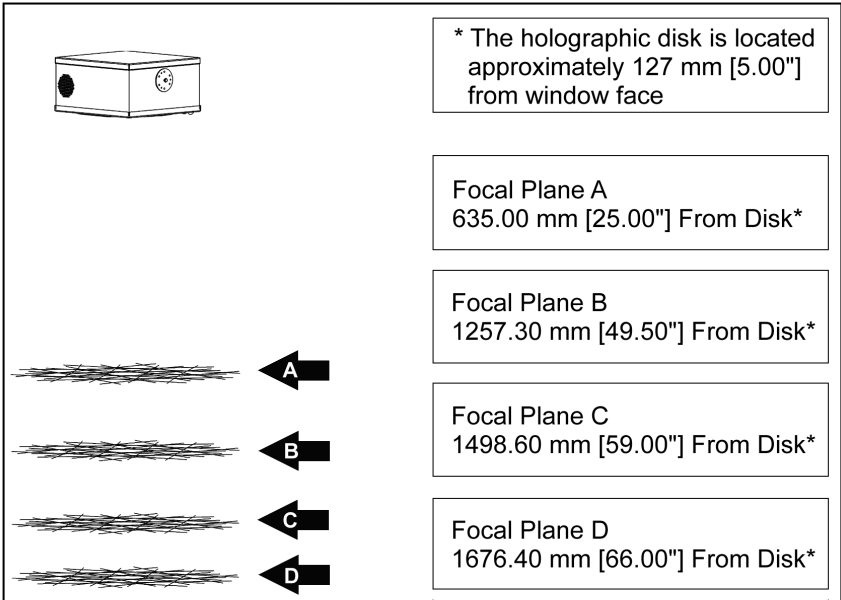 * The holographic disk is located
approximately 127 mm [5.00"]
from window face
Focal Plane A
635.00 mm [25.00"] From Disk*
Focal Plane B
1257.30 mm [49.50"] From Disk*
A
Focal Plane C
1498.60 mm [59.00"] From Disk*
B
C
Focal Plane D
1676.40 mm [66.00"] From Disk*
D